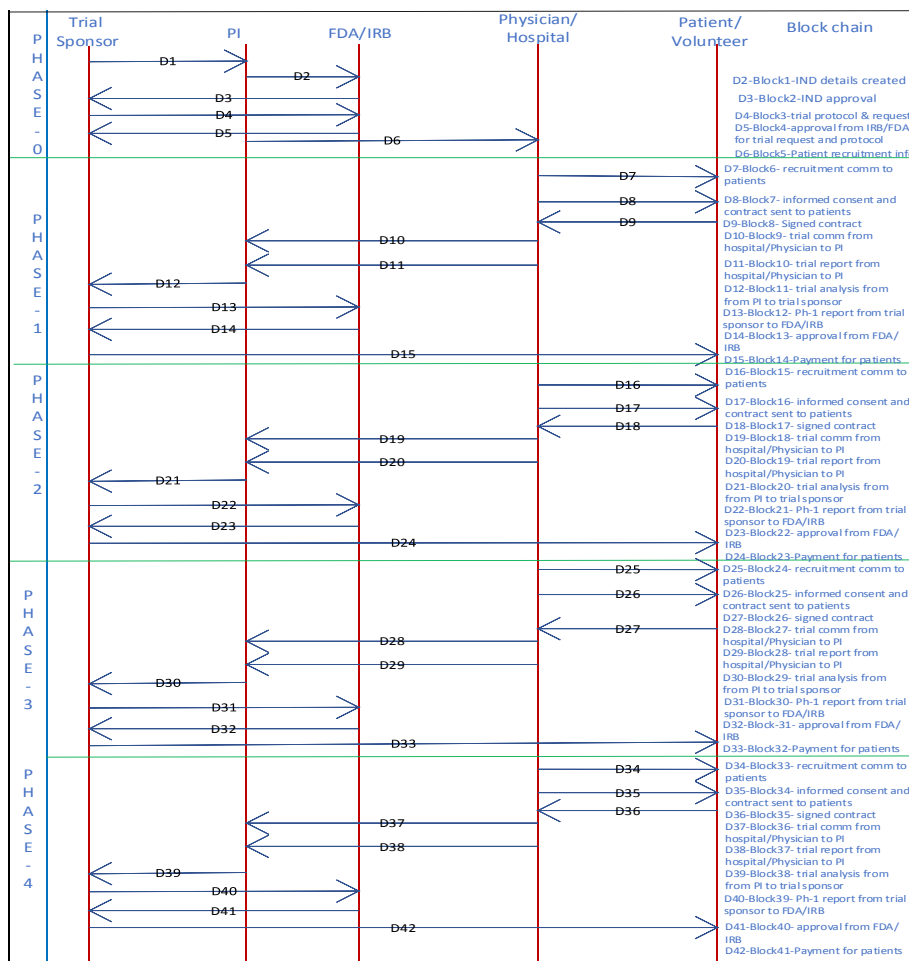 Trial
Sponsor
PI
FDA/IRB
Physician/
Hospital
Patient/
Volunteer
Block chain
PHASE-0
D1
D2
D3
D4
D5
D6
D2-Block1-IND details created
D3-Block2-IND approval
D4-Block3-trial protocol & request
D5-Block4-approval from IRB/FDA
for trial request and protocol
D6-Block5-Patient recruitment inf
PHASE-1
D7
D8
D9
D10
D11
D12
D13
D14
D15
D7-Block6- recruitment comm to
patients
D8-Block7- informed consent and
contract sent to patients
D9-Block8- Signed contract
D10-Block9- trial comm from
hospital/Physician to PI
D11-Block10- trial report from
hospital/Physician to PI
D12-Block11- trial analysis from
from PI to trial sponsor
D13-Block12- Ph-1 report from trial
sponsor to FDA/IRB
D14-Block13- approval from FDA/
IRB
D15-Block14-Payment for patients
PHASE-2
D16
D17
D18
D19
D20
D21
D22
D23
D24
D16-Block15- recruitment comm to
patients
D17-Block16- informed consent and
contract sent to patients
D18-Block17- signed contract
D19-Block18- trial comm from
hospital/Physician to PI
D20-Block19- trial report from
hospital/Physician to PI
D21-Block20- trial analysis from
from PI to trial sponsor
D22-Block21- Ph-1 report from trial
sponsor to FDA/IRB
D23-Block22- approval from FDA/
IRB
D24-Block23-Payment for patients
PHASE-3
D25
D26
D27
D28
D29
D30
D31
D32
D33
D25-Block24- recruitment comm to
patients
D26-Block25- informed consent and
contract sent to patients
D27-Block26- signed contract
D28-Block27- trial comm from
hospital/Physician to PI
D29-Block28- trial report from
hospital/Physician to PI
D30-Block29- trial analysis from
from PI to trial sponsor
D31-Block30- Ph-1 report from trial
sponsor to FDA/IRB
D32-Block-31- approval from FDA/
IRB
D33-Block32-Payment for patients
PHASE-4
D34
D35
D36
D37
D38
D39
D40
D41
D42
D34-Block33- recruitment comm to
patients
D35-Block34- informed consent and
contract sent to patients
D36-Block35- signed contract
D37-Block36- trial comm from
hospital/Physician to PI
D38-Block37- trial report from
hospital/Physician to PI
D39-Block38- trial analysis from
from PI to trial sponsor
D40-Block39- Ph-1 report from trial
sponsor to FDA/IRB
D41-Block40- approval from FDA/
IRB
D42-Block41-Payment for patients